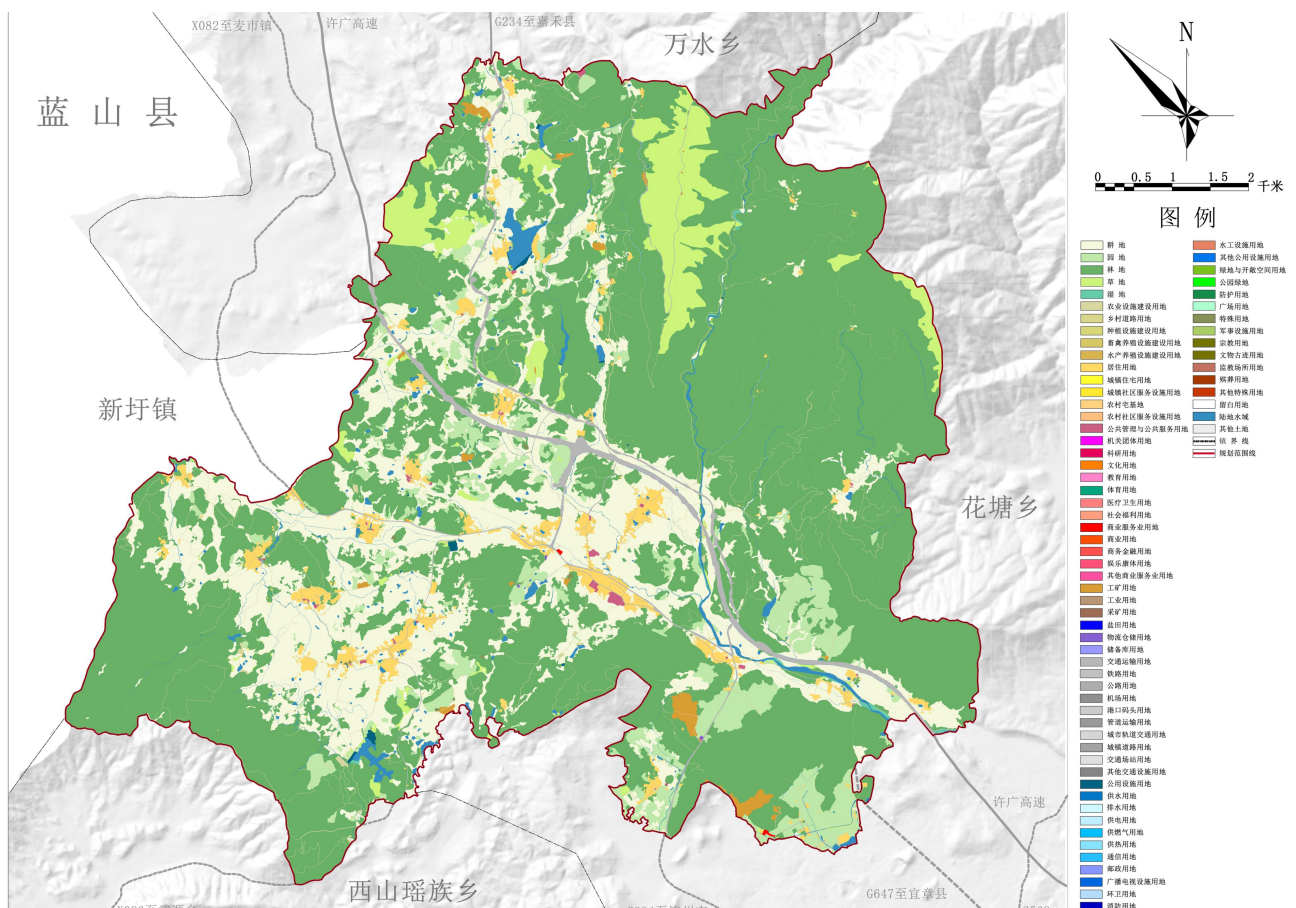 X082至麦市镇
许广高速
G234至嘉禾县
万水乡
蓝山县
新圩镇
花塘乡
许广高速
西山瑶族乡
G647至宜章县
N
0 0.5 1 1.5 2 千米
图例
耕地
园地
林地
草地
湿地
农业设施建设用地
乡村道路用地
种植设施建设用地
畜禽养殖设施建设用地
水产养殖设施建设用地
居住用地
城镇住宅用地
城镇社区服务设施用地
农村宅基地
农村社区服务设施用地
公共管理与公共服务用地
机关团体用地
科研用地
文化用地
教育用地
体育用地
医疗卫生用地
社会福利用地
商业服务业用地
商业用地
商务金融用地
娱乐康体用地
其他商业服务业用地
工矿用地
工业用地
采矿用地
盐田用地
物流仓储用地
储备库用地
交通运输用地
铁路用地
公路用地
机场用地
港口码头用地
管道运输用地
城市轨道交通用地
城镇道路用地
交通场站用地
其他交通设施用地
公用设施用地
供水用地
排水用地
供电用地
供燃气用地
供热用地
通信用地
邮政用地
广播电视设施用地
环卫用地
消防用地
水工设施用地
其他公用设施用地
绿地与开敞空间用地
公园绿地
防护用地
广场用地
特殊用地
军事设施用地
宗教用地
文物古迹用地
监教场所用地
殡葬用地
其他特殊用地
留白用地
陆地水域
其他土地
镇界线
规划范围线